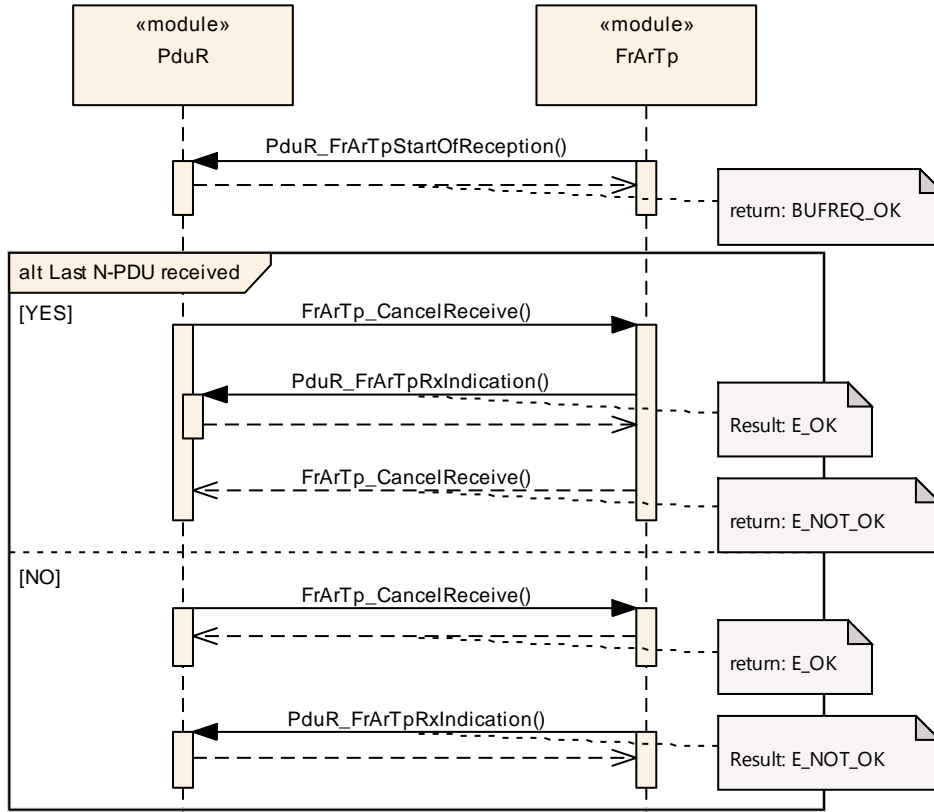 «module»
PduR
«module»
FrArTp
PduR_FrArTpStartOfReception()
return: BUFREQ_OK
alt Last N-PDU received
[YES]
FrArTp_CancelReceive()
PduR_FrArTpRxIndication()
Result: E_OK
FrArTp_CancelReceive()
return: E_NOT_OK
[NO]
FrArTp_CancelReceive()
return: E_OK
PduR_FrArTpRxIndication()
Result: E_NOT_OK